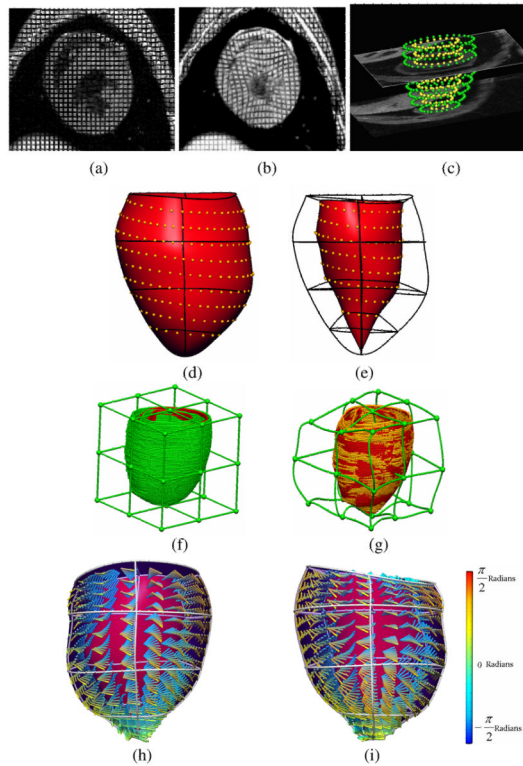 (a)
(b)
(c)
(d)
(e)
(f)
(g)
π/2 Radians
0 Radians
-π/2 Radians
(h)
(i)